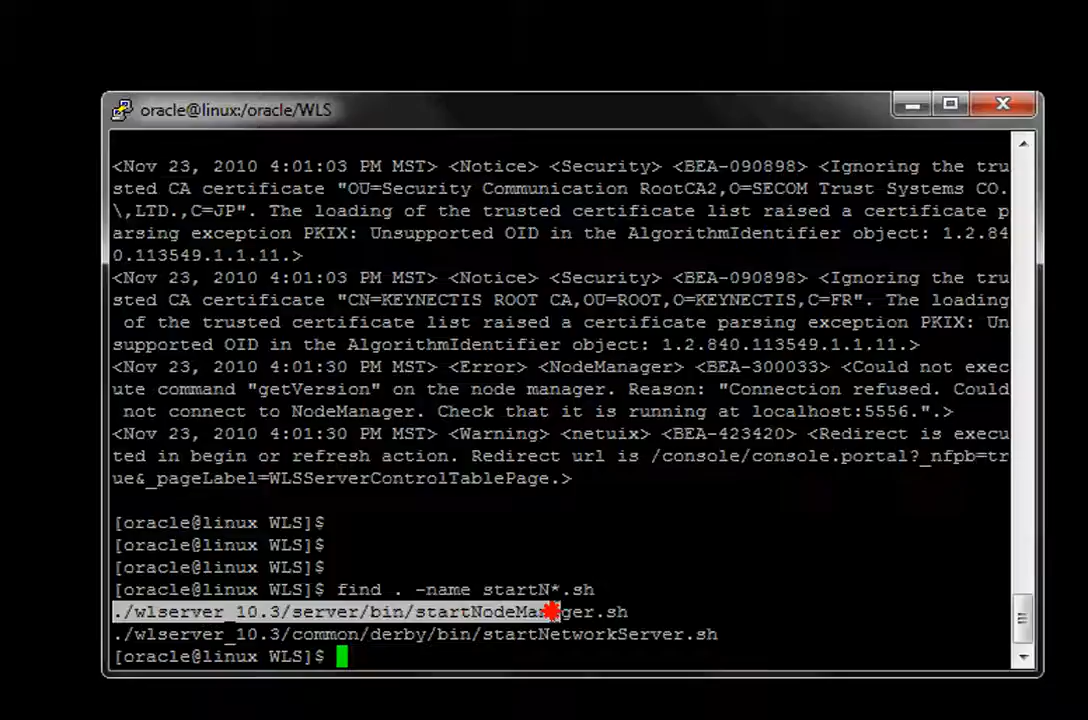 oracle@linux:/oracle/WLS
<Nov 23, 2010 4:01:03 PM MST> <Notice> <Security> <BEA-090898> <Ignoring the tru
sted CA certificate "OU=Security Communication RootCA2,O=SECOM Trust Systems CO.
\,LTD.,C=JP". The loading of the trusted certificate list raised a certificate p
arsing exception PKIX: Unsupported OID in the AlgorithmIdentifier object: 1.2.84
0.113549.1.1.11.>
<Nov 23, 2010 4:01:03 PM MST> <Notice> <Security> <BEA-090898> <Ignoring the tru
sted CA certificate "CN=KEYNECTIS ROOT CA,OU=ROOT,O=KEYNECTIS,C=FR". The loading
 of the trusted certificate list raised a certificate parsing exception PKIX: Un
supported OID in the AlgorithmIdentifier object: 1.2.840.113549.1.1.11.>
<Nov 23, 2010 4:01:30 PM MST> <Error> <NodeManager> <BEA-300033> <Could not exec
ute command "getVersion" on the node manager. Reason: "Connection refused. Could
 not connect to NodeManager. Check that it is running at localhost:5556.".>
<Nov 23, 2010 4:01:30 PM MST> <Warning> <netuix> <BEA-423420> <Redirect is execu
ted in begin or refresh action. Redirect url is /console/console.portal?_nfpb=tr
ue&_pageLabel=WLSServerControlTablePage.>
[oracle@linux WLS]$
[oracle@linux WLS]$
[oracle@linux WLS]$
[oracle@linux WLS]$ find . -name startN*.sh
./wlserver_10.3/server/bin/startNodeManager.sh
./wlserver_10.3/common/derby/bin/startNetworkServer.sh
[oracle@linux WLS]$